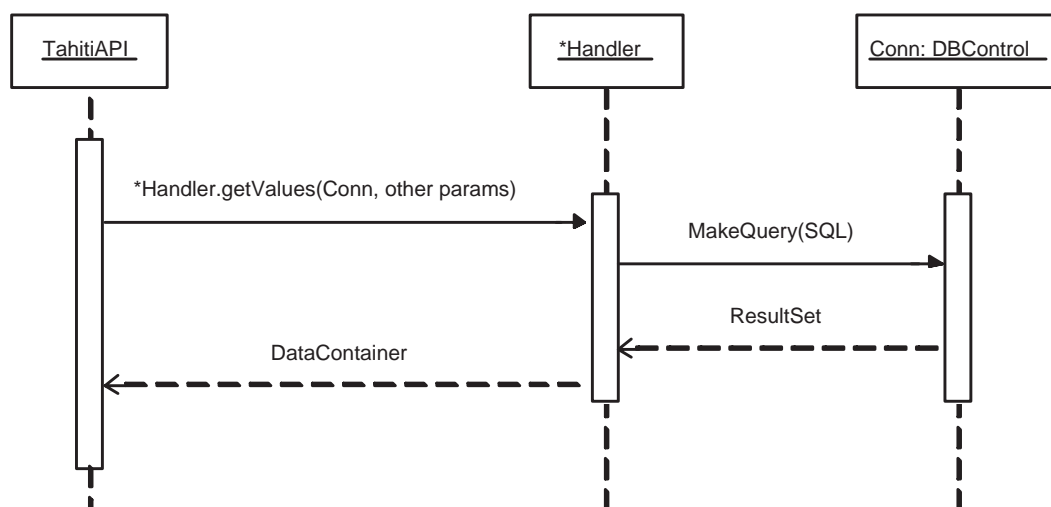 TahitiAPI
*Handler
Conn: DBControl
*Handler.getValues(Conn, other params)
MakeQuery(SQL)
ResultSet
DataContainer